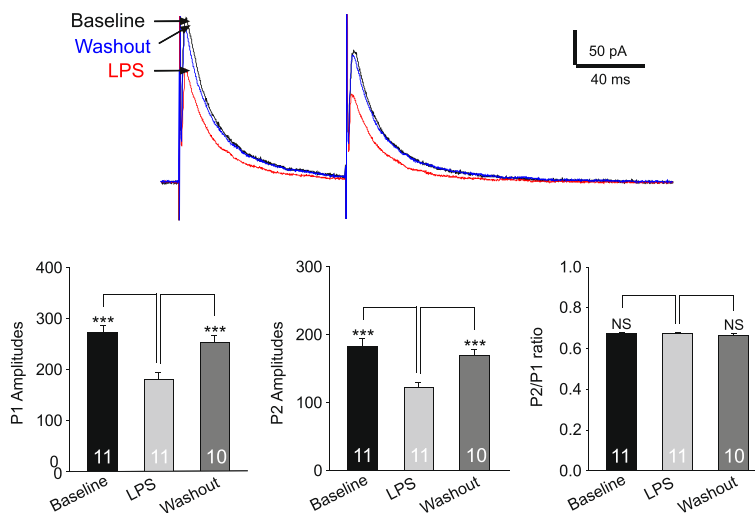 Baseline
Washout
LPS
50 pA
40 ms
P1 Amplitudes
400
300
200
100
0
0
***
***
11
11
10
Baseline
LPS
Washout
P2 Amplitudes
300
200
100
0
***
***
11
11
10
Baseline
LPS
Washout
P2/P1 ratio
1.0
0.8
0.6
0.4
0.2
0.0
NS
NS
11
11
10
Baseline
LPS
Washout